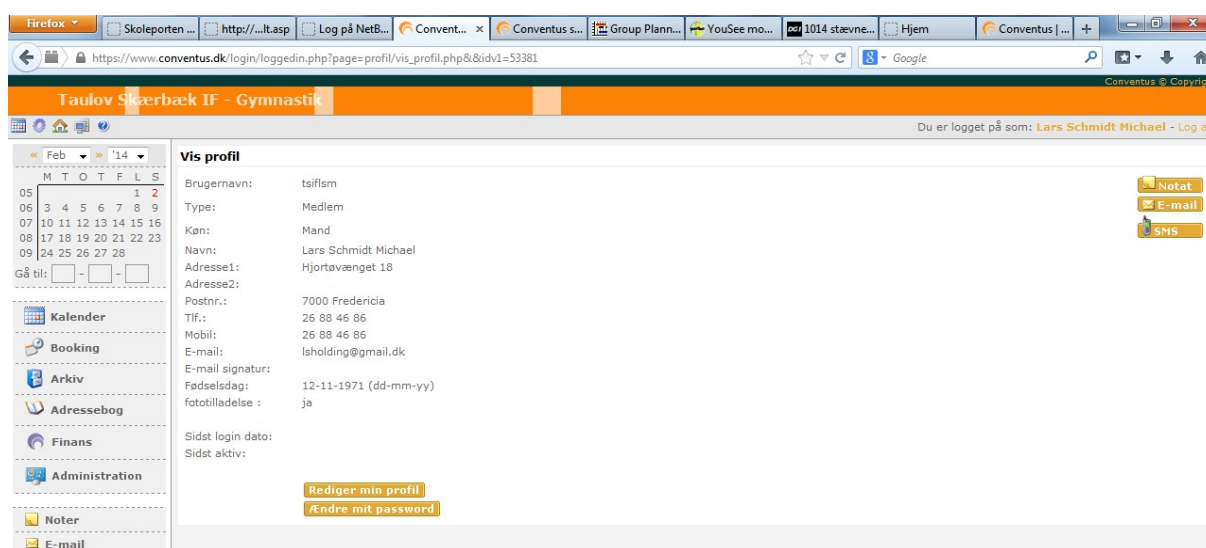 Firefox
Skoleporten ...
http://...lt.asp
Log på NetB...
Convent... ×
Conventus s...
Group Plann...
YouSee mo...
DGI 1014 stævne...
Hjem
Conventus | ...
+
https://www.conventus.dk/login/loggedin.php?page=profil/vis_profil.php&&idv1=53381
8 Google
Conventus © Copyrig
Taulov Skærbæk IF - Gymnastik
Du er logget på som: Lars Schmidt Michael - Log a
« Feb » '14
M T O T F L S
05 1 2
06 3 4 5 6 7 8 9
07 10 11 12 13 14 15 16
08 17 18 19 20 21 22 23
09 24 25 26 27 28
Gå til: - -
Kalender
Booking
Arkiv
Adressebog
Finans
Administration
Noter
E-mail
Vis profil
Brugernavn: tsiflsm
Type: Medlem
Køn: Mand
Navn: Lars Schmidt Michael
Adresse1: Hjortøvænget 18
Adresse2:
Postnr.: 7000 Fredericia
Tlf.: 26 88 46 86
Mobil: 26 88 46 86
E-mail: lsholding@gmail.dk
E-mail signatur:
Fødselsdag: 12-11-1971 (dd-mm-yy)
fototilladelse : ja
Sidst login dato:
Sidst aktiv:
Rediger min profil
Ændre mit password
Notat
E-mail
SMS